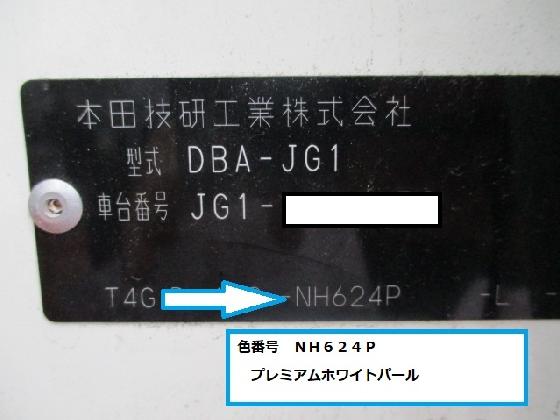 本田技研工業株式会社
型式 DBA-JG1
車台番号 JG1-
T4G -NH624P -L -
色番号　ＮＨ６２４Ｐ
プレミアムホワイトパール